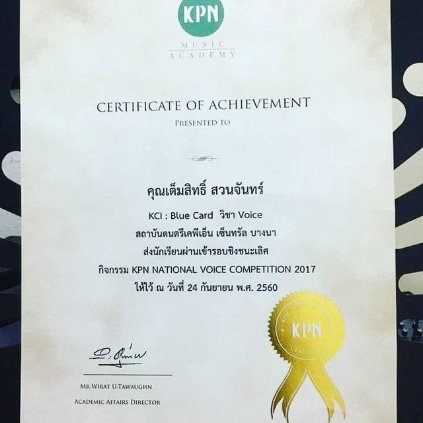 KPN
MUSIC
ACADEMY
CERTIFICATE OF ACHIEVEMENT
PRESENTED TO
คุณเต็มสิทธิ์ สวนจันทร์
KCI : Blue Card วิชา Voice
สถาบันดนตรีเคพีเอ็น เซ็นทรัล บางนา
ส่งนักเรียนผ่านเข้ารอบชิงชนะเลิศ
กิจกรรม KPN NATIONAL VOICE COMPETITION 2017
ให้ไว้ ณ วันที่ 24 กันยายน พ.ศ. 2560
KPN
MR. WIRAT U-TAWAUGHN
ACADEMIC AFFAIRS DIRECTOR